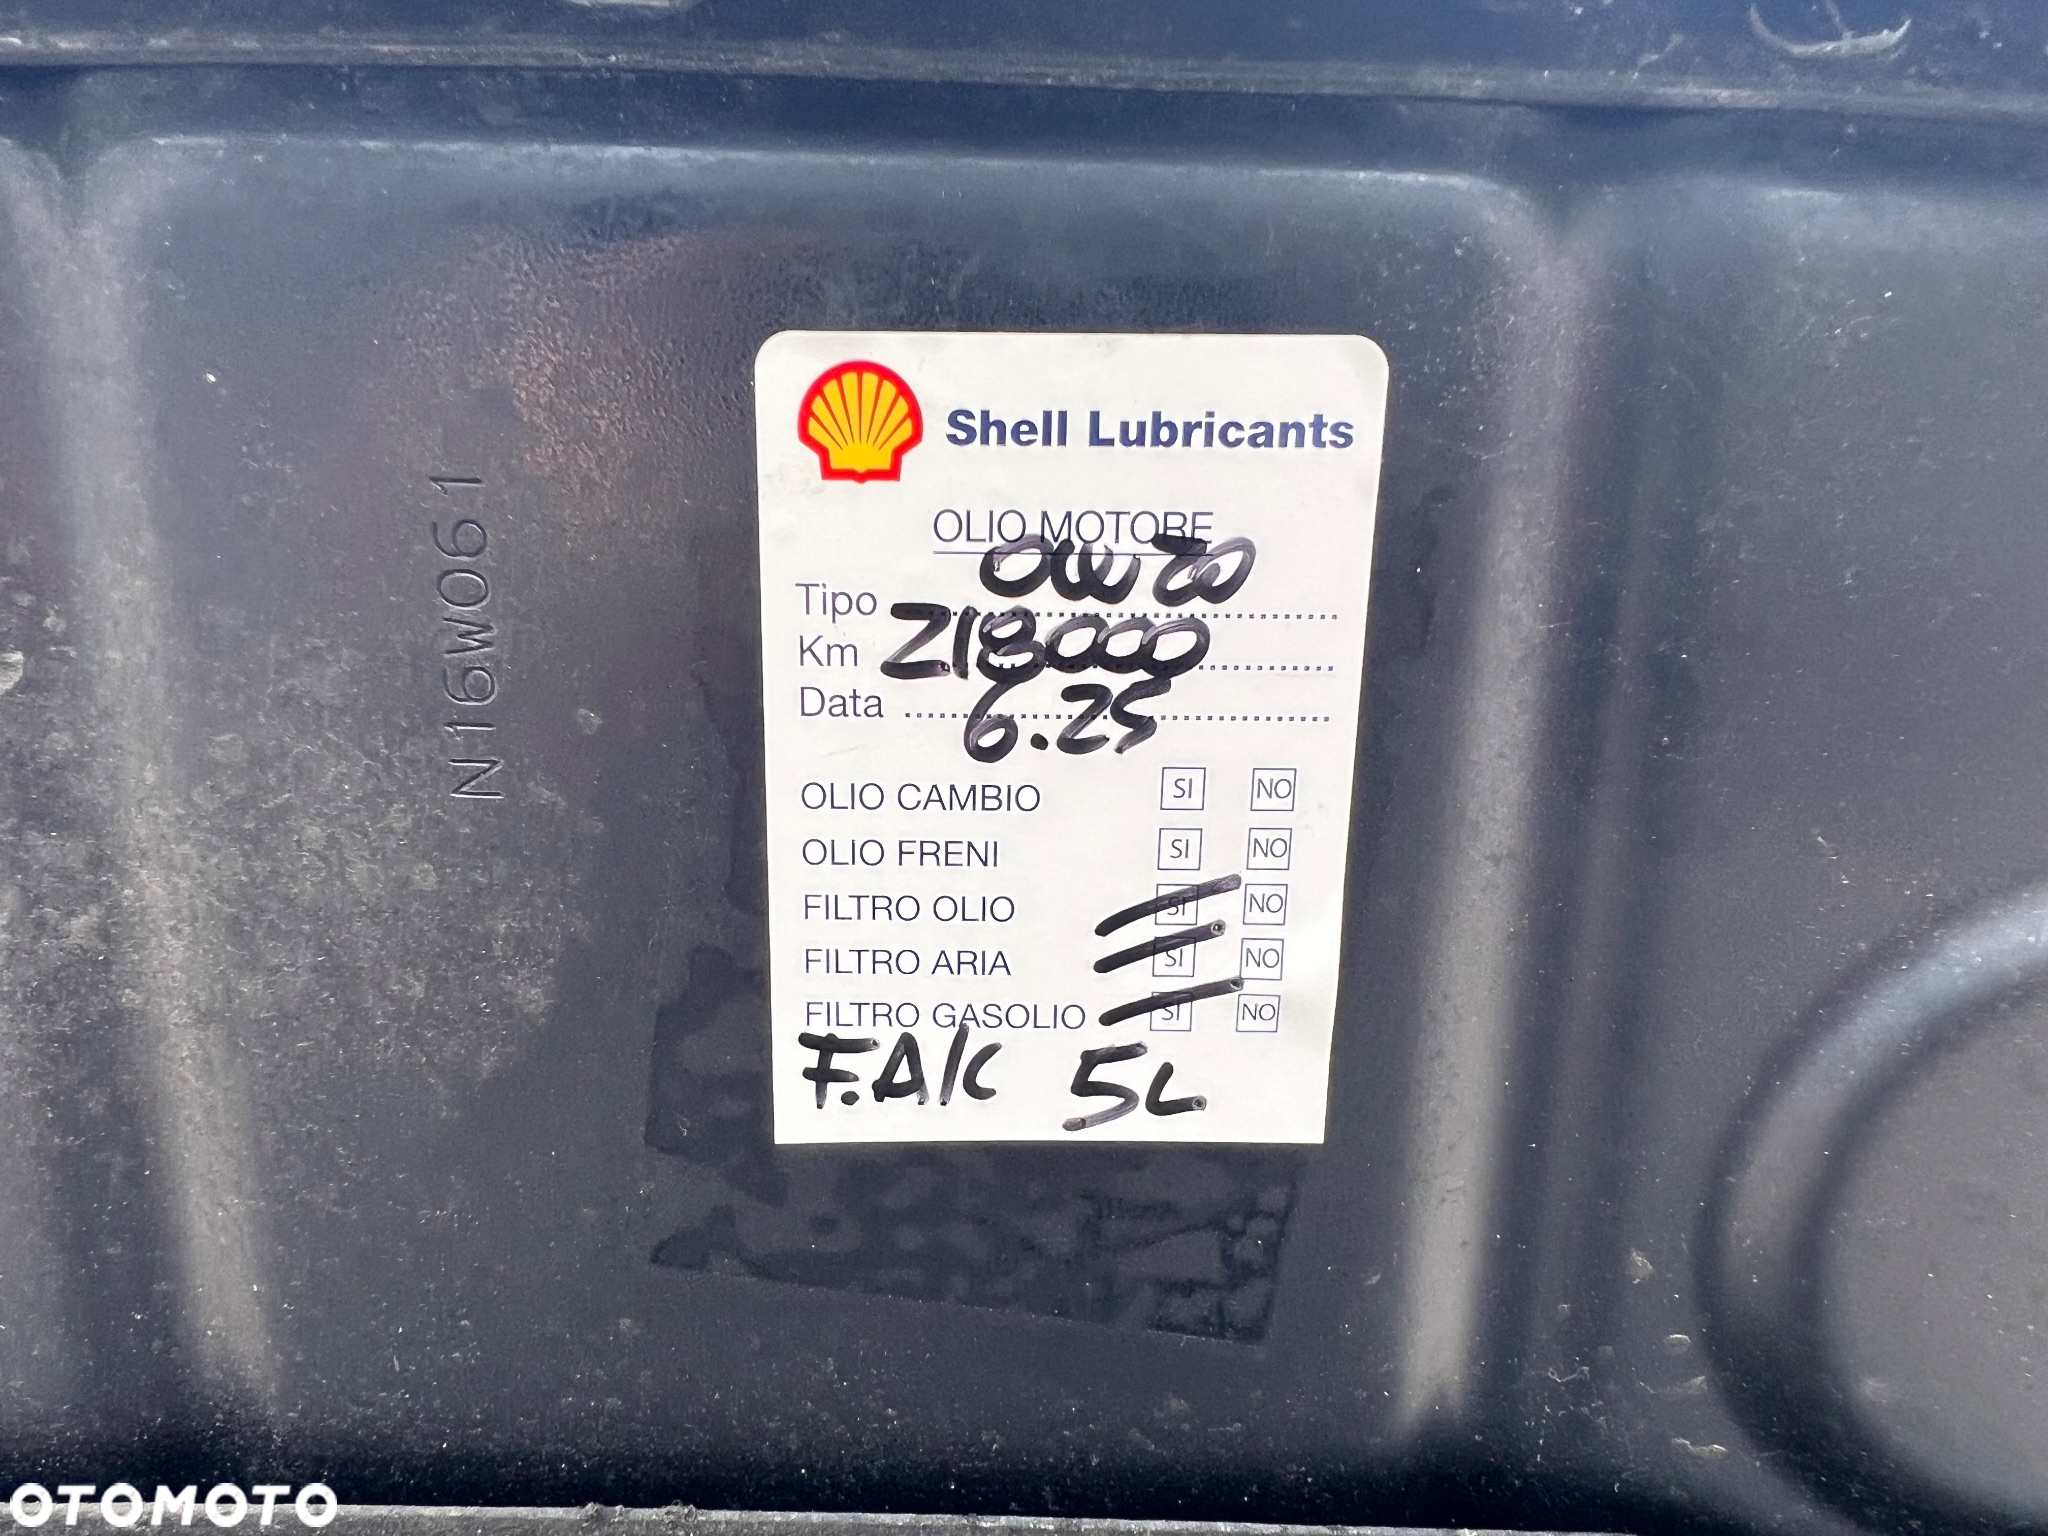 N16W061
Shell Lubricants
OLIO MOTORE
Tipo 0W20
Km 218000
Data 6.25
OLIO CAMBIO SI NO
OLIO FRENI SI NO
FILTRO OLIO SI NO
FILTRO ARIA SI NO
FILTRO GASOLIO SI NO
F.A/C 5L
OTOMOTO